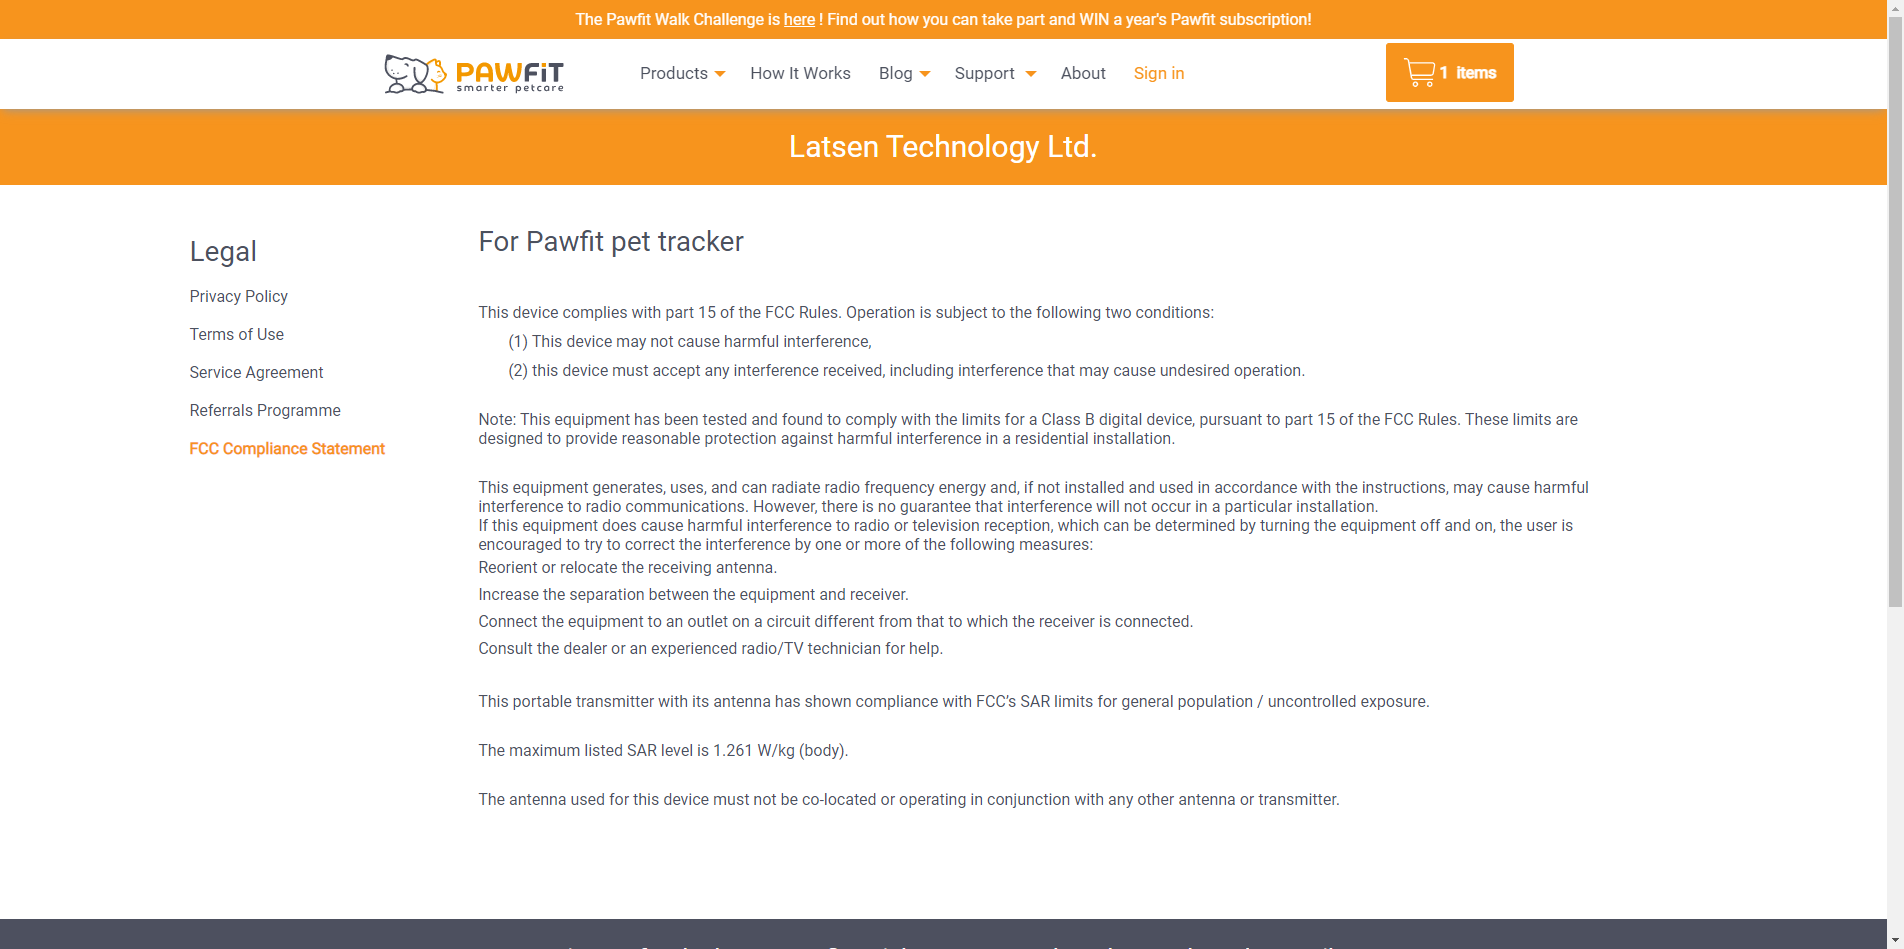 The Pawfit Walk Challenge is here ! Find out how you can take part and WIN a year's Pawfit subscription!
PAWFiT
smarter petcare
Products
How It Works
Blog
Support
About
Sign in
1 items
Latsen Technology Ltd.
Legal
Privacy Policy
Terms of Use
Service Agreement
Referrals Programme
FCC Compliance Statement
For Pawfit pet tracker
This device complies with part 15 of the FCC Rules. Operation is subject to the following two conditions:
(1) This device may not cause harmful interference,
(2) this device must accept any interference received, including interference that may cause undesired operation.
Note: This equipment has been tested and found to comply with the limits for a Class B digital device, pursuant to part 15 of the FCC Rules. These limits are
designed to provide reasonable protection against harmful interference in a residential installation.
This equipment generates, uses, and can radiate radio frequency energy and, if not installed and used in accordance with the instructions, may cause harmful
interference to radio communications. However, there is no guarantee that interference will not occur in a particular installation.
If this equipment does cause harmful interference to radio or television reception, which can be determined by turning the equipment off and on, the user is
encouraged to try to correct the interference by one or more of the following measures:
Reorient or relocate the receiving antenna.
Increase the separation between the equipment and receiver.
Connect the equipment to an outlet on a circuit different from that to which the receiver is connected.
Consult the dealer or an experienced radio/TV technician for help.
This portable transmitter with its antenna has shown compliance with FCC’s SAR limits for general population / uncontrolled exposure.
The maximum listed SAR level is 1.261 W/kg (body).
The antenna used for this device must not be co-located or operating in conjunction with any other antenna or transmitter.